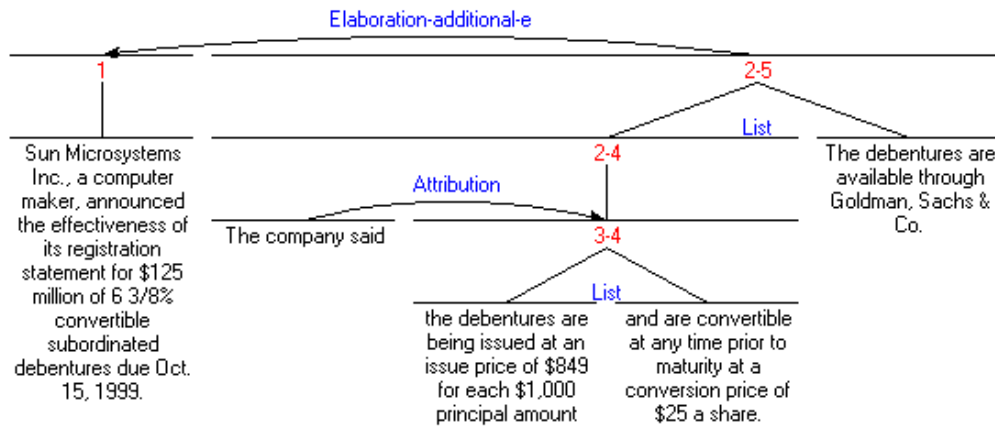 Elaboration-additional-e
1
2-5
List
Sun Microsystems
Inc., a computer
maker, announced
the effectiveness of
its registration
statement for $125
million of 6 3/8%
convertible
subordinated
debentures due Oct.
15, 1999.
2-4
The debentures are
available through
Goldman, Sachs &
Co.
Attribution
The company said
3-4
List
the debentures are
being issued at an
issue price of $849
for each $1,000
principal amount
and are convertible
at any time prior to
maturity at a
conversion price of
$25 a share.